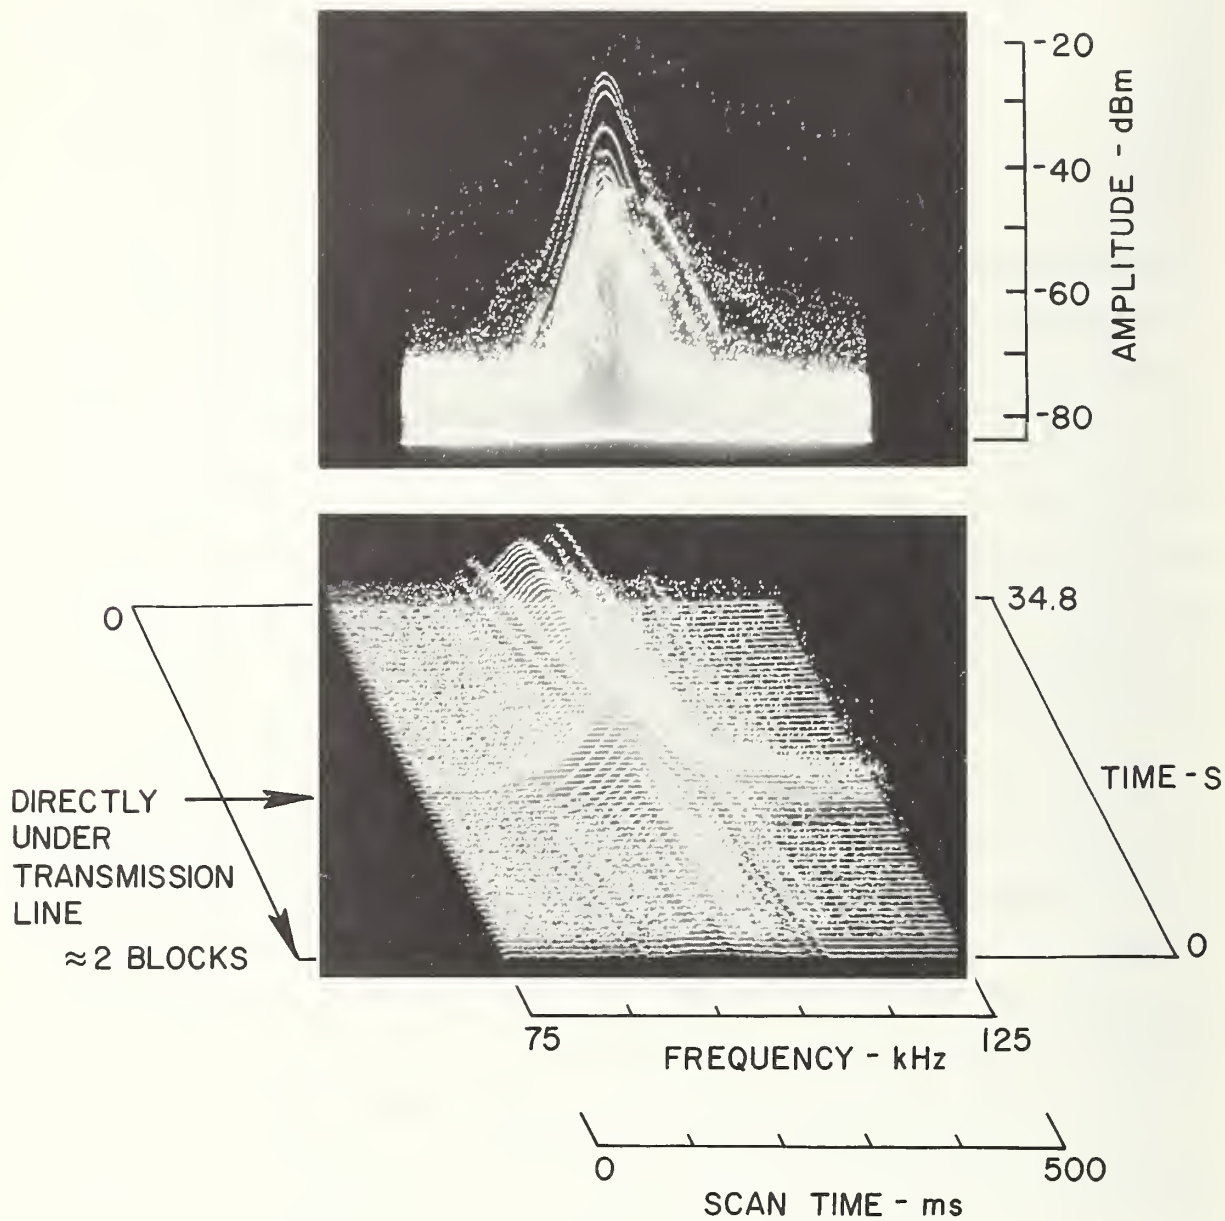 -20
-40
-60
-80
AMPLITUDE - dBm
0
34.8
TIME - S
DIRECTLY
UNDER
TRANSMISSION
LINE
≈2 BLOCKS
0
75
125
FREQUENCY - kHz
0
500
SCAN TIME - ms